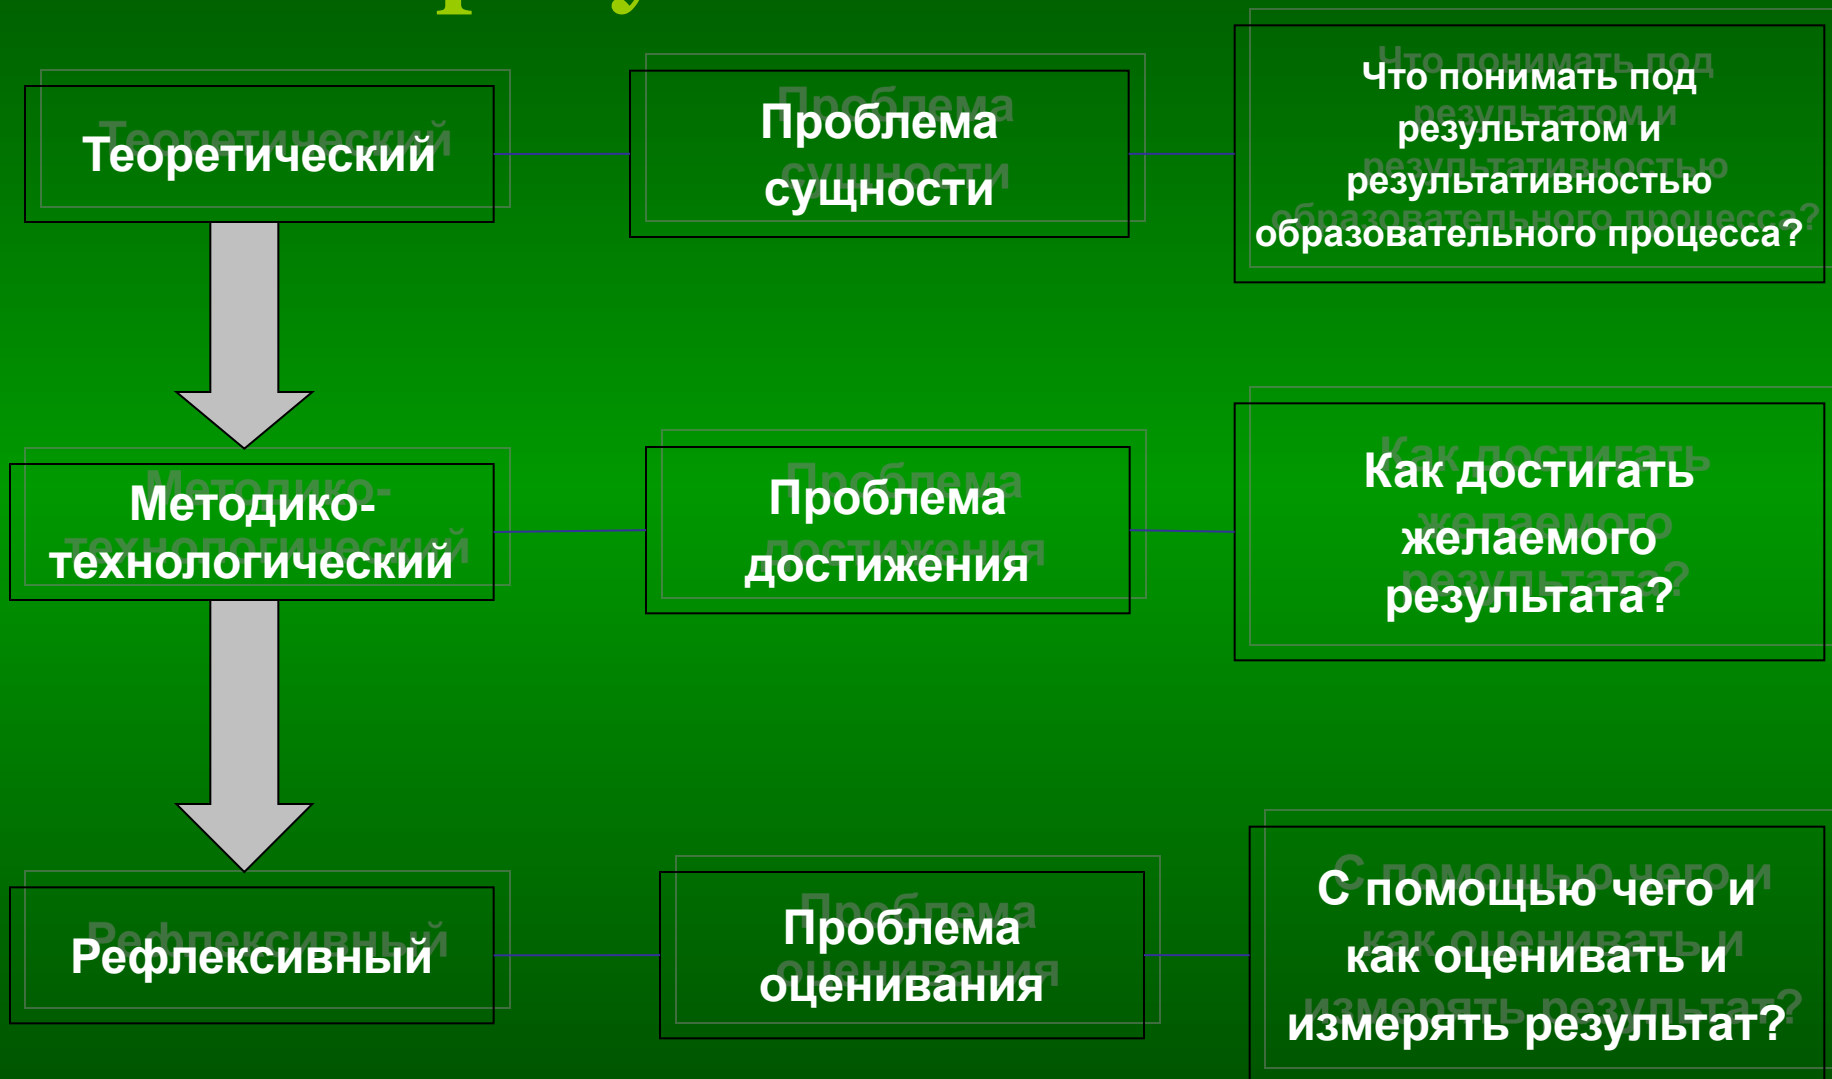 Теоретический
Проблема
сущности
Что понимать под
результатом и
результативностью
образовательного процесса?
Методико-
технологический
Проблема
достижения
Как достигать
желаемого
результата?
Рефлексивный
Проблема
оценивания
С помощью чего и
как оценивать и
измерять результат?